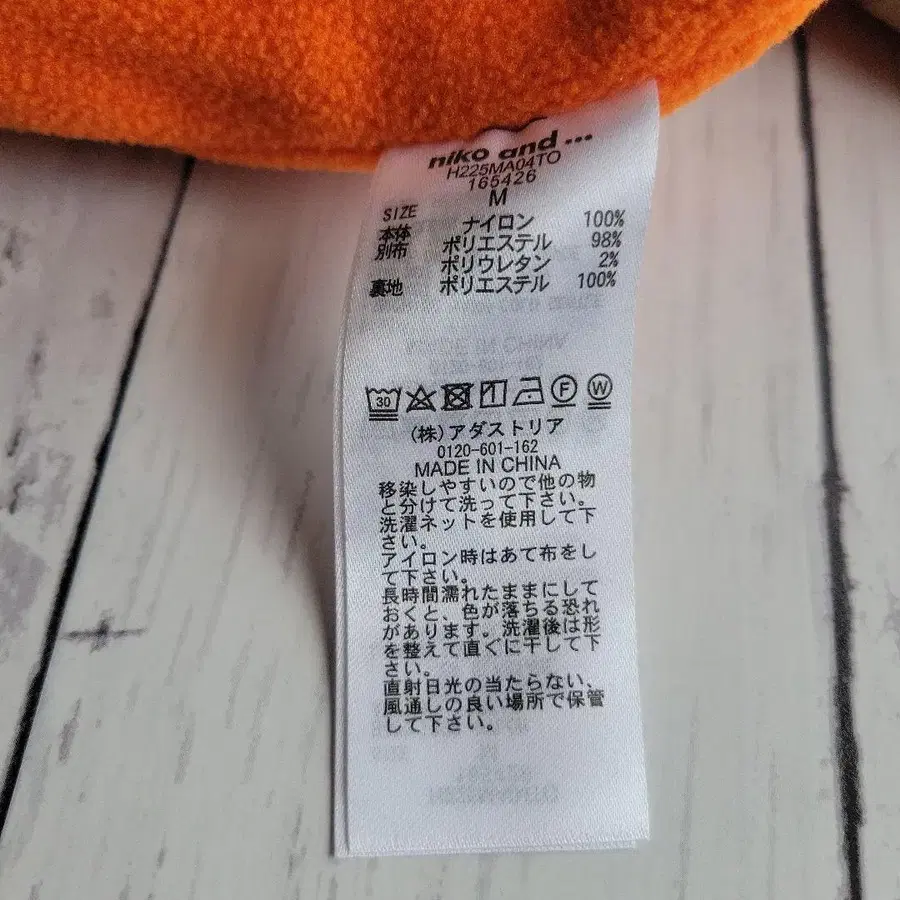 niko and ...
H225MA04TO
165426
SIZE M
本体 ナイロン 100%
別布 ポリエステル 98%
ポリウレタン 2%
裏地 ポリエステル 100%
30
F
W
(株)アダストリア
0120-601-162
MADE IN CHINA
移染しやすいので他の物
と分けて洗って下さい。
洗濯ネットを使用して下
さい。
アイロン時はあて布をし
て下さい。
長時間濡れたままにして
おくと、色が落ちる恐れ
があります。洗濯後は形
を整えて直ぐに干して下
さい。
直射日光の当たらない、
風通しの良い場所で保管
して下さい。